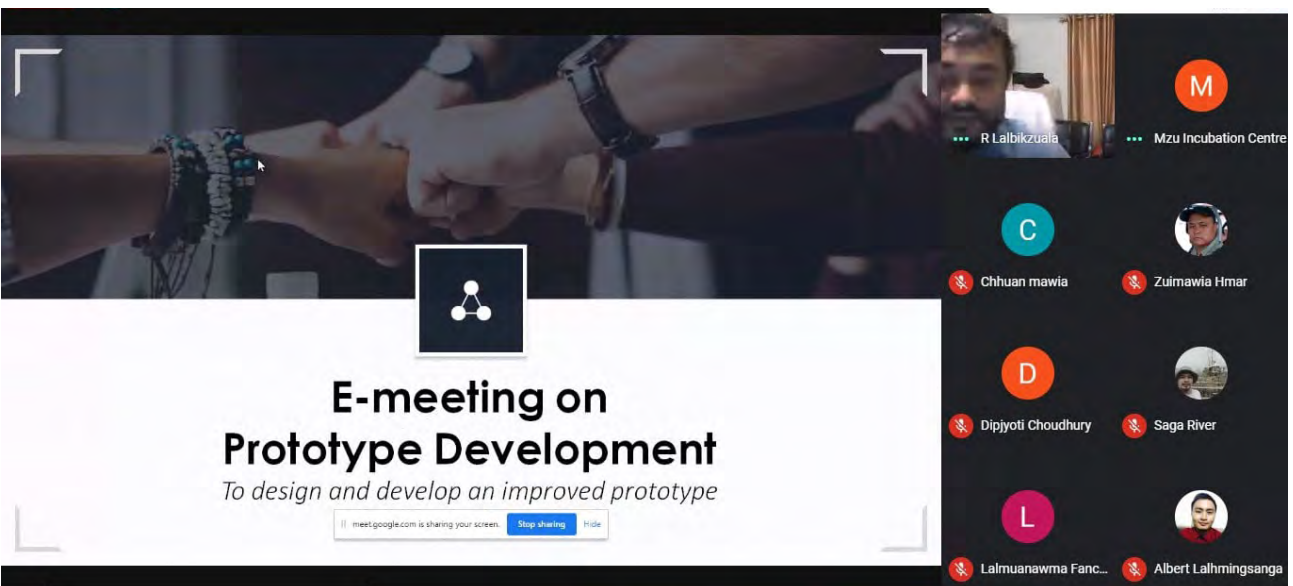 E-meeting on
Prototype Development
To design and develop an improved prototype
meet.google.com is sharing your screen. Stop sharing Hide
R Lalbikzuala
M
Mzu Incubation Centre
C
Chhuan mawia
Zuimawia Hmar
D
Dipjyoti Choudhury
Saga River
L
Lalmuanawma Fanc...
Albert Lalhmingsanga